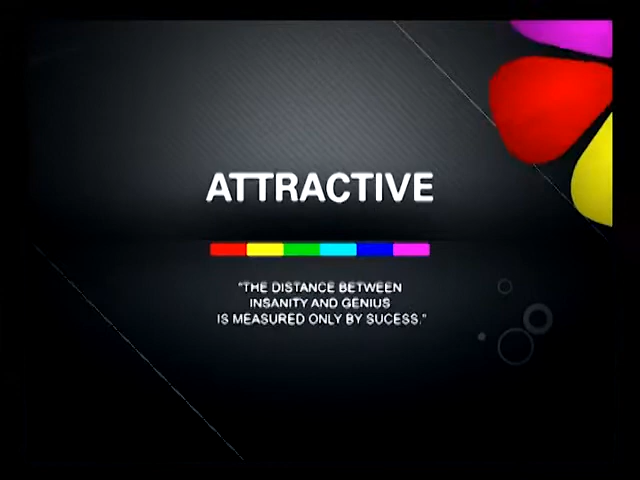 ATTRACTIVE
"THE DISTANCE BETWEEN
INSANITY AND GENIUS
IS MEASURED ONLY BY SUCESS."